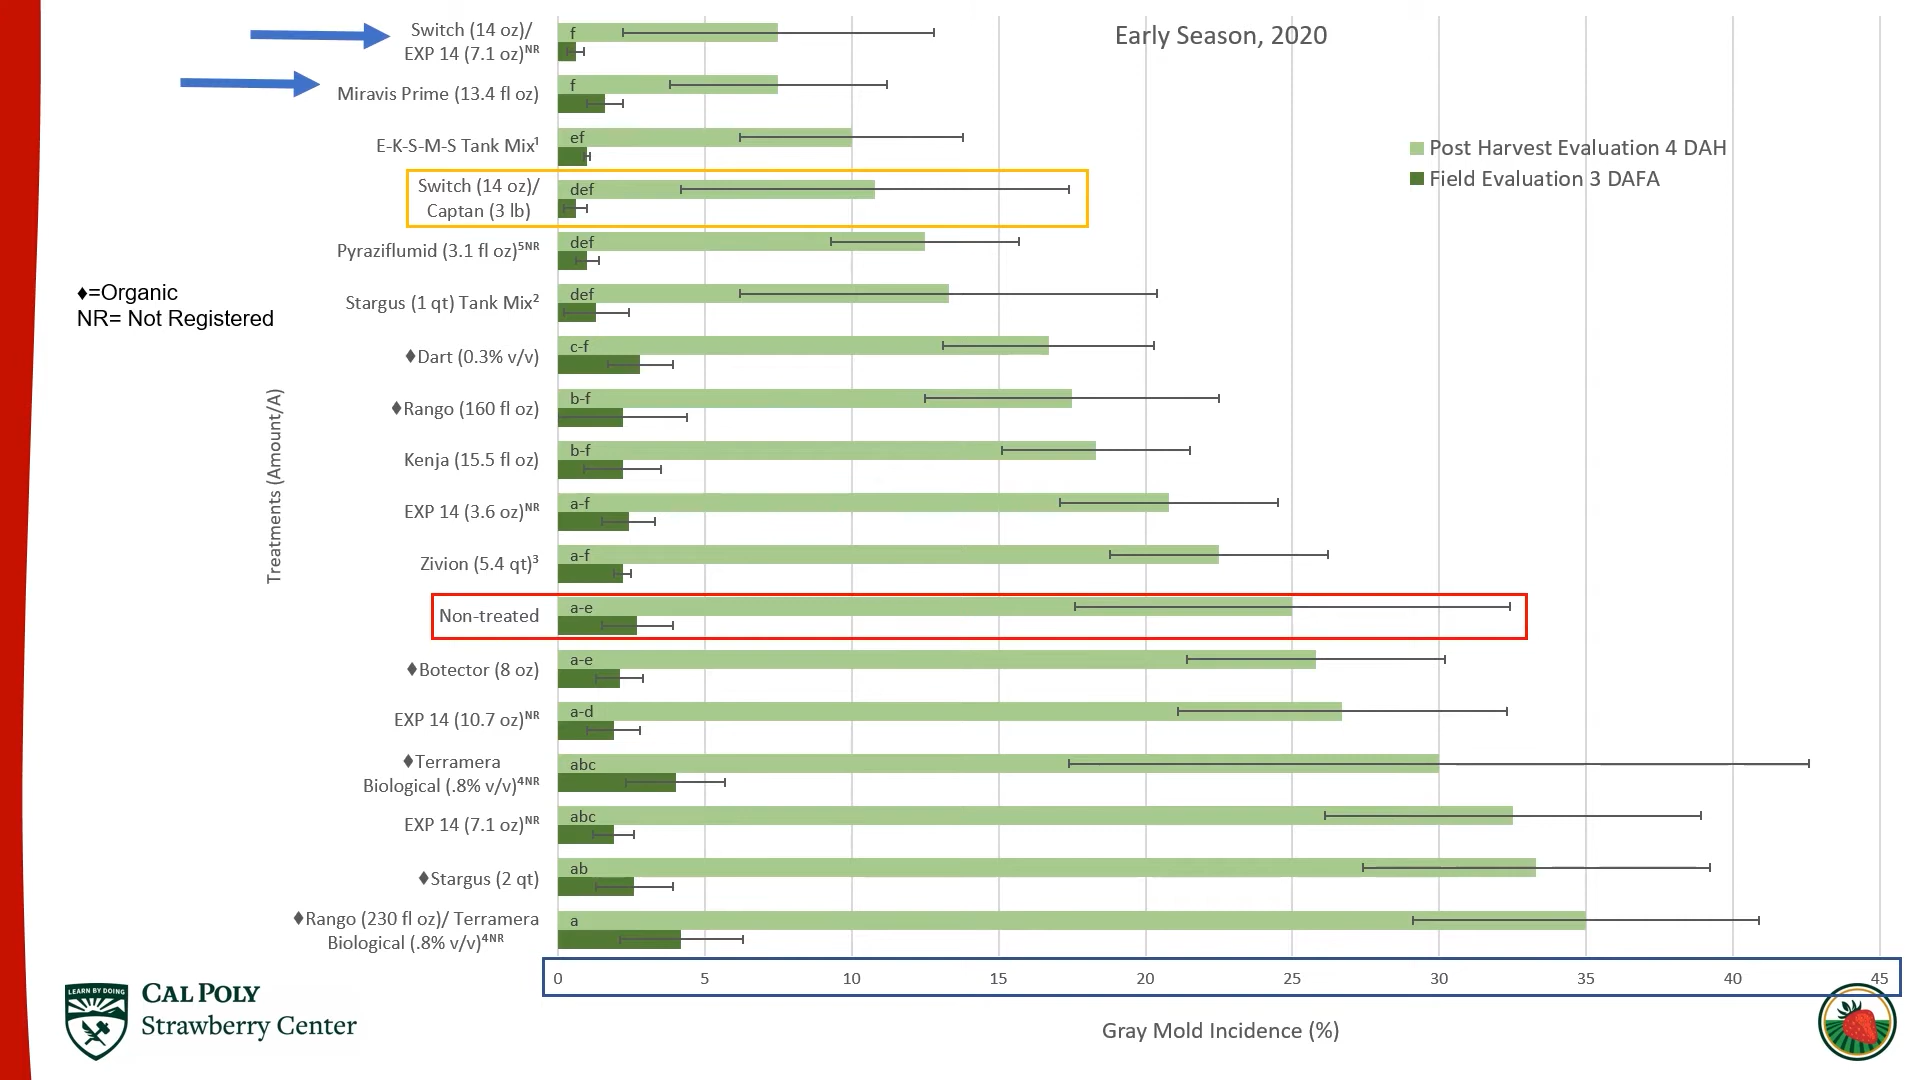 Early Season, 2020
Switch (14 oz)/
EXP 14 (7.1 oz)ᴺᴿ
f
Miravis Prime (13.4 fl oz)
f
E-K-S-M-S Tank Mix¹
ef
Switch (14 oz)/
Captan (3 lb)
def
Pyraziflumid (3.1 fl oz)⁵ᴺᴿ
def
Stargus (1 qt) Tank Mix²
def
♦Dart (0.3% v/v)
c-f
♦Rango (160 fl oz)
b-f
Kenja (15.5 fl oz)
b-f
EXP 14 (3.6 oz)ᴺᴿ
a-f
Zivion (5.4 qt)³
a-f
Non-treated
a-e
♦Botector (8 oz)
a-e
EXP 14 (10.7 oz)ᴺᴿ
a-d
♦Terramera
Biological (.8% v/v)⁴ᴺᴿ
abc
EXP 14 (7.1 oz)ᴺᴿ
abc
♦Stargus (2 qt)
ab
♦Rango (230 fl oz)/ Terramera
Biological (.8% v/v)⁴ᴺᴿ
a
Post Harvest Evaluation 4 DAH
Field Evaluation 3 DAFA
♦=Organic
NR= Not Registered
Treatments (Amount/A)
0 5 10 15 20 25 30 35 40 45
Gray Mold Incidence (%)
LEARN BY DOING
CAL POLY
Strawberry Center